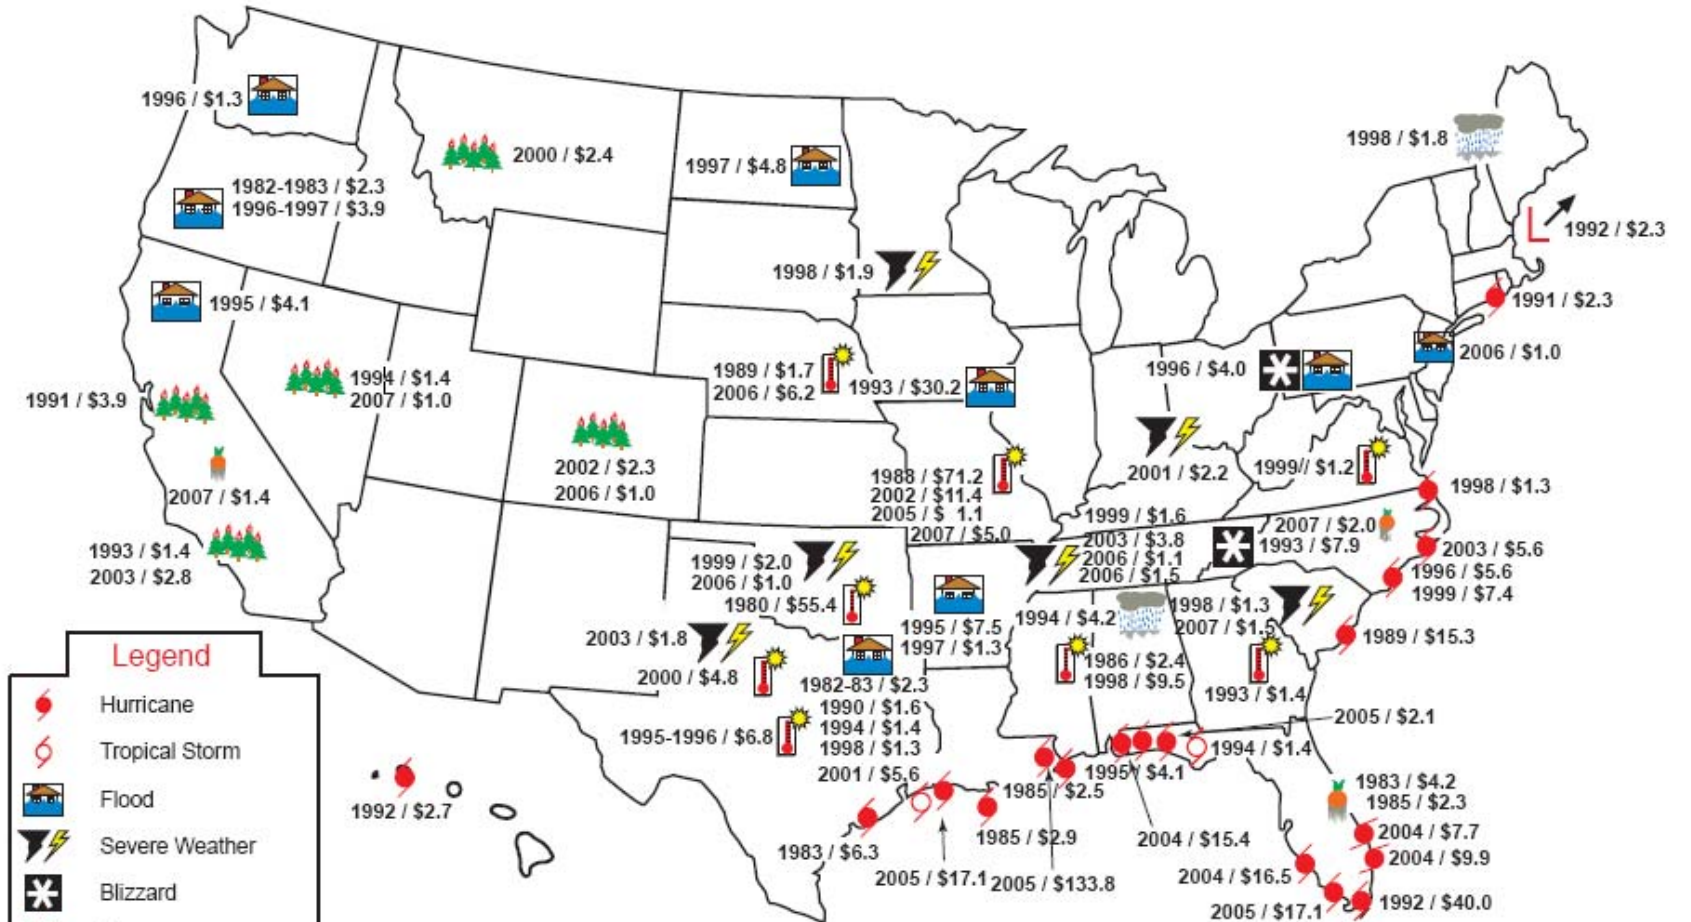 1996 / $1.3
2000 / $2.4
1997 / $4.8
1998 / $1.8
1982-1983 / $2.3
1996-1997 / $3.9
L
1992 / $2.3
1998 / $1.9
1995 / $4.1
1991 / $2.3
2006 / $1.0
1996 / $4.0
1989 / $1.7
2006 / $6.2
1993 / $30.2
1994 / $1.4
2007 / $1.0
1991 / $3.9
2002 / $2.3
2006 / $1.0
2001 / $2.2
1999// $1.2
1988 / $71.2
2002 / $11.4
2005 / $ 1.1
2007 / $5.0
2007 / $1.4
1998 / $1.3
1999 / $1.6
2003 / $3.8
2006 / $1.1
2006 / $1.5
2007 / $2.0
1993 / $7.9
1993 / $1.4
2003 / $2.8
1999 / $2.0
2006 / $1.0
1980 / $55.4
2003 / $5.6
1996 / $5.6
1999 / $7.4
1995 / $7.5
1997 / $1.3
1994 / $4.2
1998 / $1.3
2007 / $1.5
1989 / $15.3
2003 / $1.8
2000 / $4.8
1986 / $2.4
1998 / $9.5
1993 / $1.4
1982-83 / $2.3
1990 / $1.6
1994 / $1.4
1998 / $1.3
2001 / $5.6
1995-1996 / $6.8
2005 / $2.1
1994 / $1.4
1995 / $4.1
1985 / $2.5
1983 / $4.2
1985 / $2.3
1992 / $2.7
1985 / $2.9
2004 / $15.4
2004 / $7.7
2004 / $9.9
1983 / $6.3
2005 / $17.1
2005 / $133.8
2004 / $16.5
2005 / $17.1
1992 / $40.0
Legend
Hurricane
Tropical Storm
Flood
Severe Weather
Blizzard